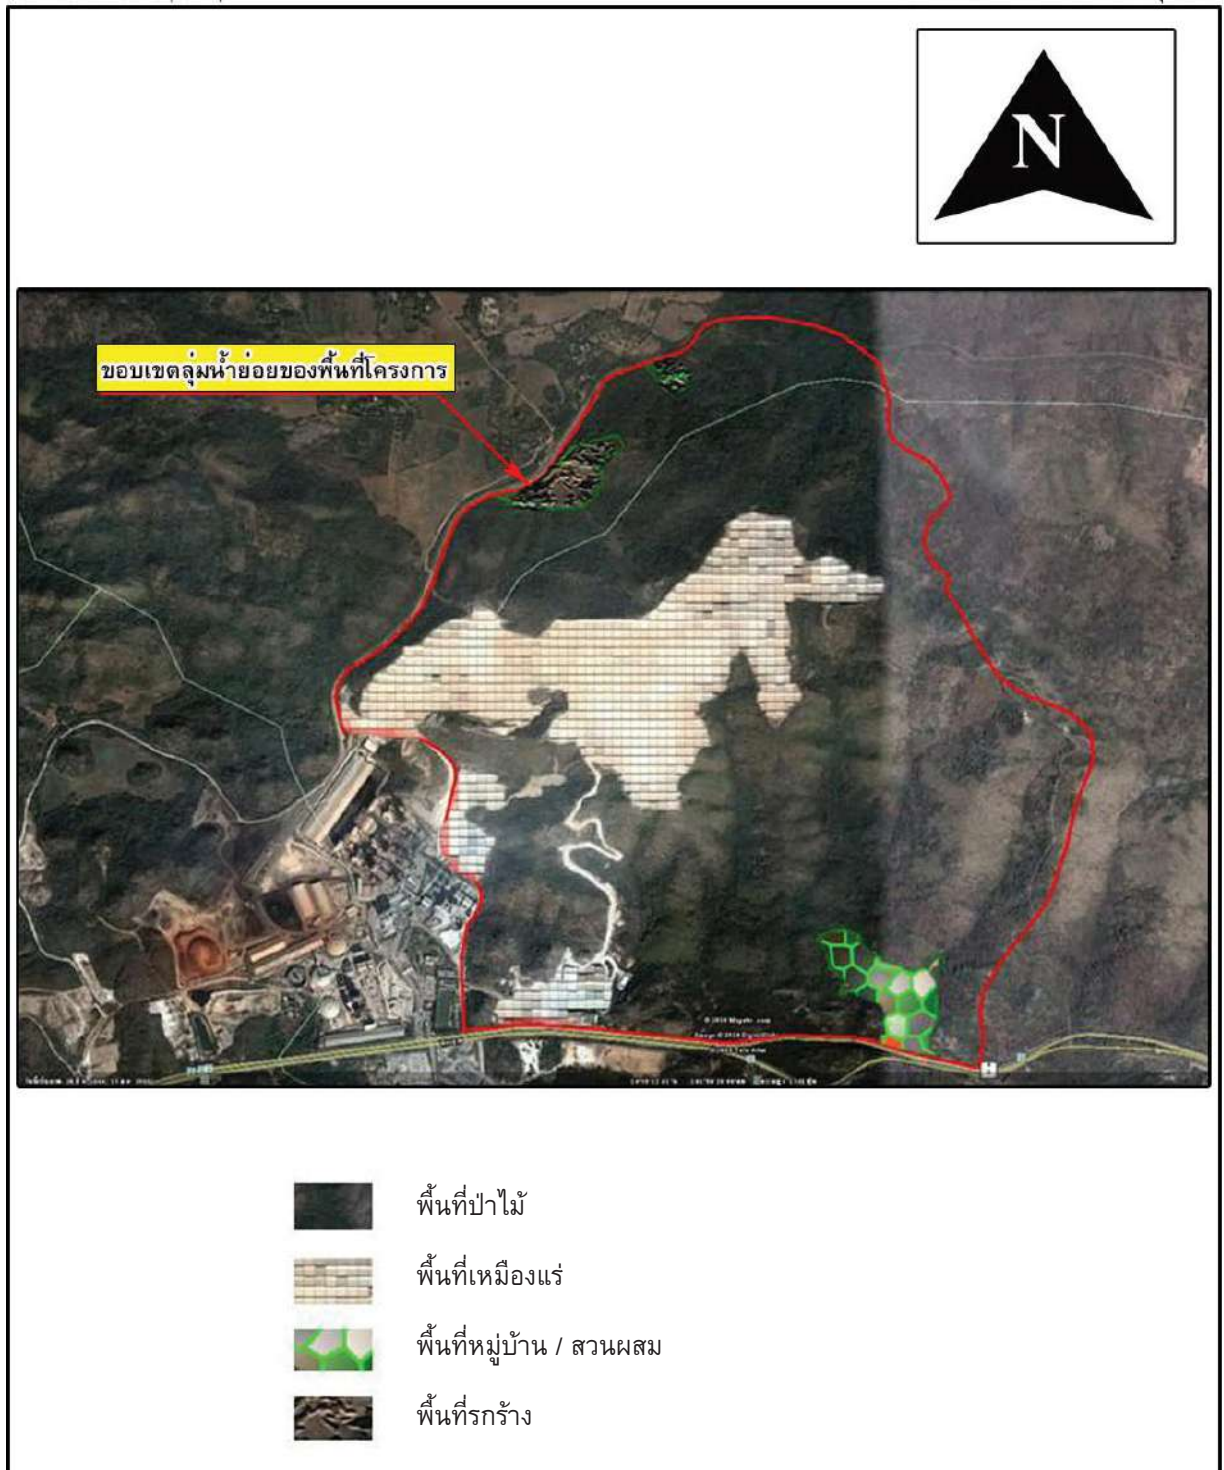 N
ขอบเขตลุ่มน้ำย่อยของพื้นที่โครงการ
พื้นที่ป่าไม้
พื้นที่เหมืองแร่
พื้นที่หมู่บ้าน / สวนผสม
พื้นที่รกร้าง